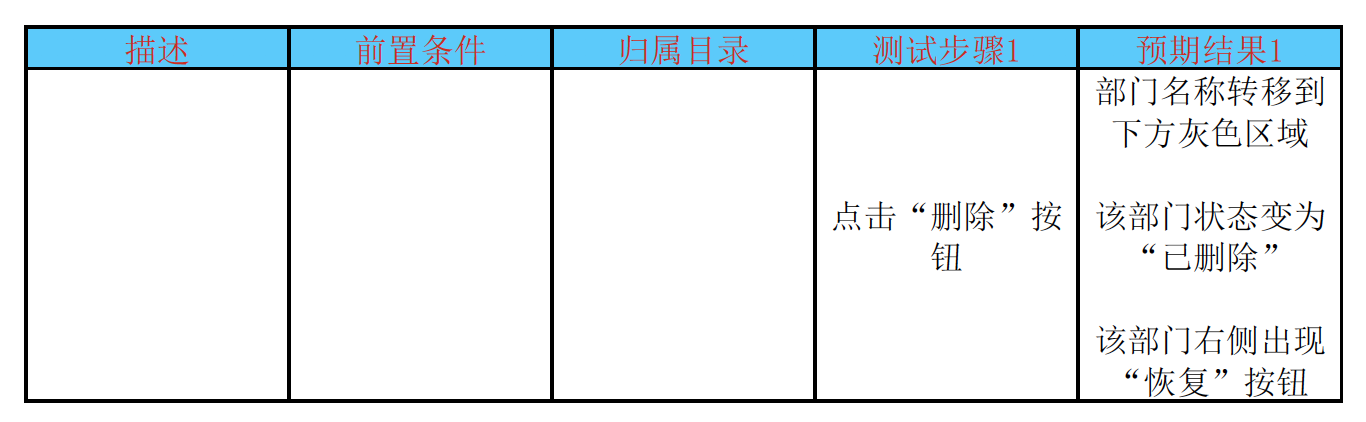 描述
前置条件
归属目录
测试步骤1
预期结果1
点击“删除”按
钮
部门名称转移到
下方灰色区域
该部门状态变为
“已删除”
该部门右侧出现
“恢复”按钮